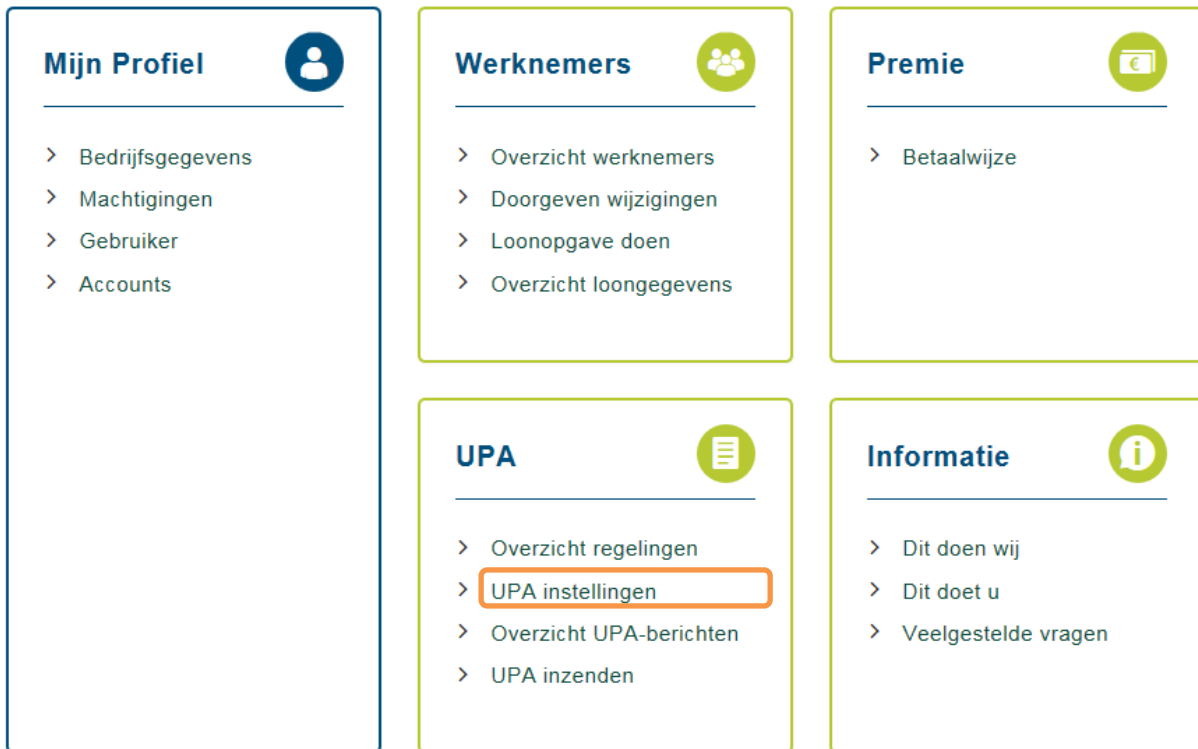 Mijn Profiel
Bedrijfsgegevens
Machtigingen
Gebruiker
Accounts
Werknemers
Overzicht werknemers
Doorgeven wijzigingen
Loonopgave doen
Overzicht loongegevens
Premie
€
Betaalwijze
UPA
Overzicht regelingen
UPA instellingen
Overzicht UPA-berichten
UPA inzenden
Informatie
i
Dit doen wij
Dit doet u
Veelgestelde vragen